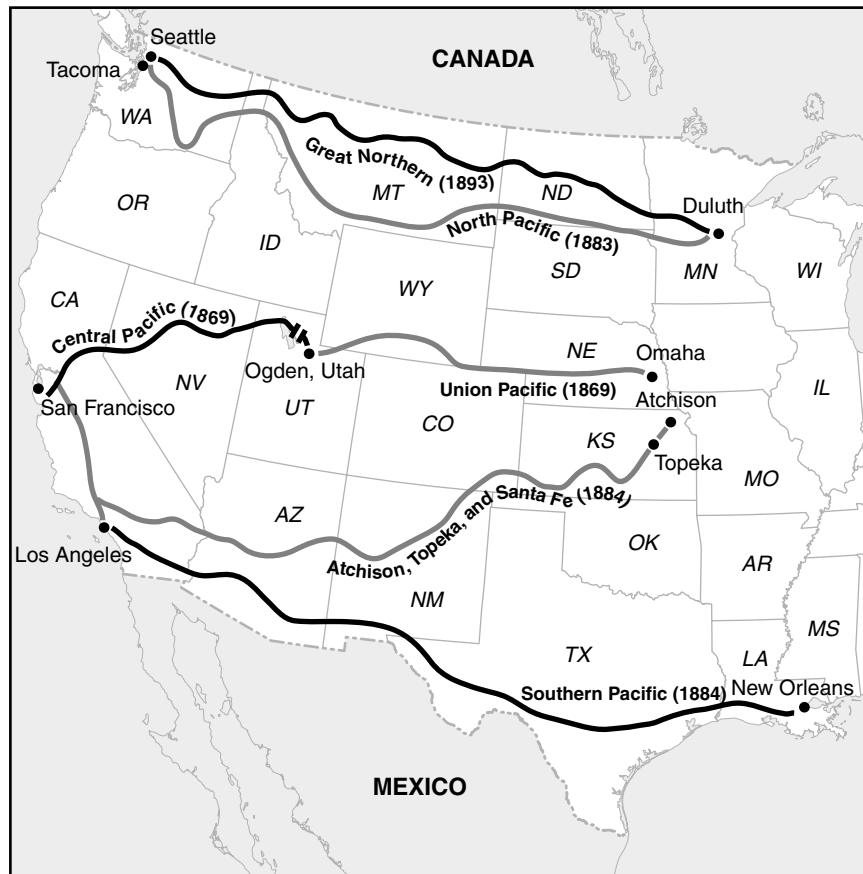 Seattle
CANADA
Tacoma
WA
Great Northern (1893)
MT
ND
OR
Duluth
North Pacific (1883)
ID
MN
WI
SD
WY
CA
Central Pacific (1869)
NE
Omaha
Ogden, Utah
NV
Union Pacific (1869)
IL
San Francisco
Atchison
UT
CO
KS
Topeka
MO
Atchison, Topeka, and Santa Fe (1884)
AZ
Los Angeles
OK
AR
NM
MS
TX
LA
Southern Pacific (1884)
New Orleans
MEXICO